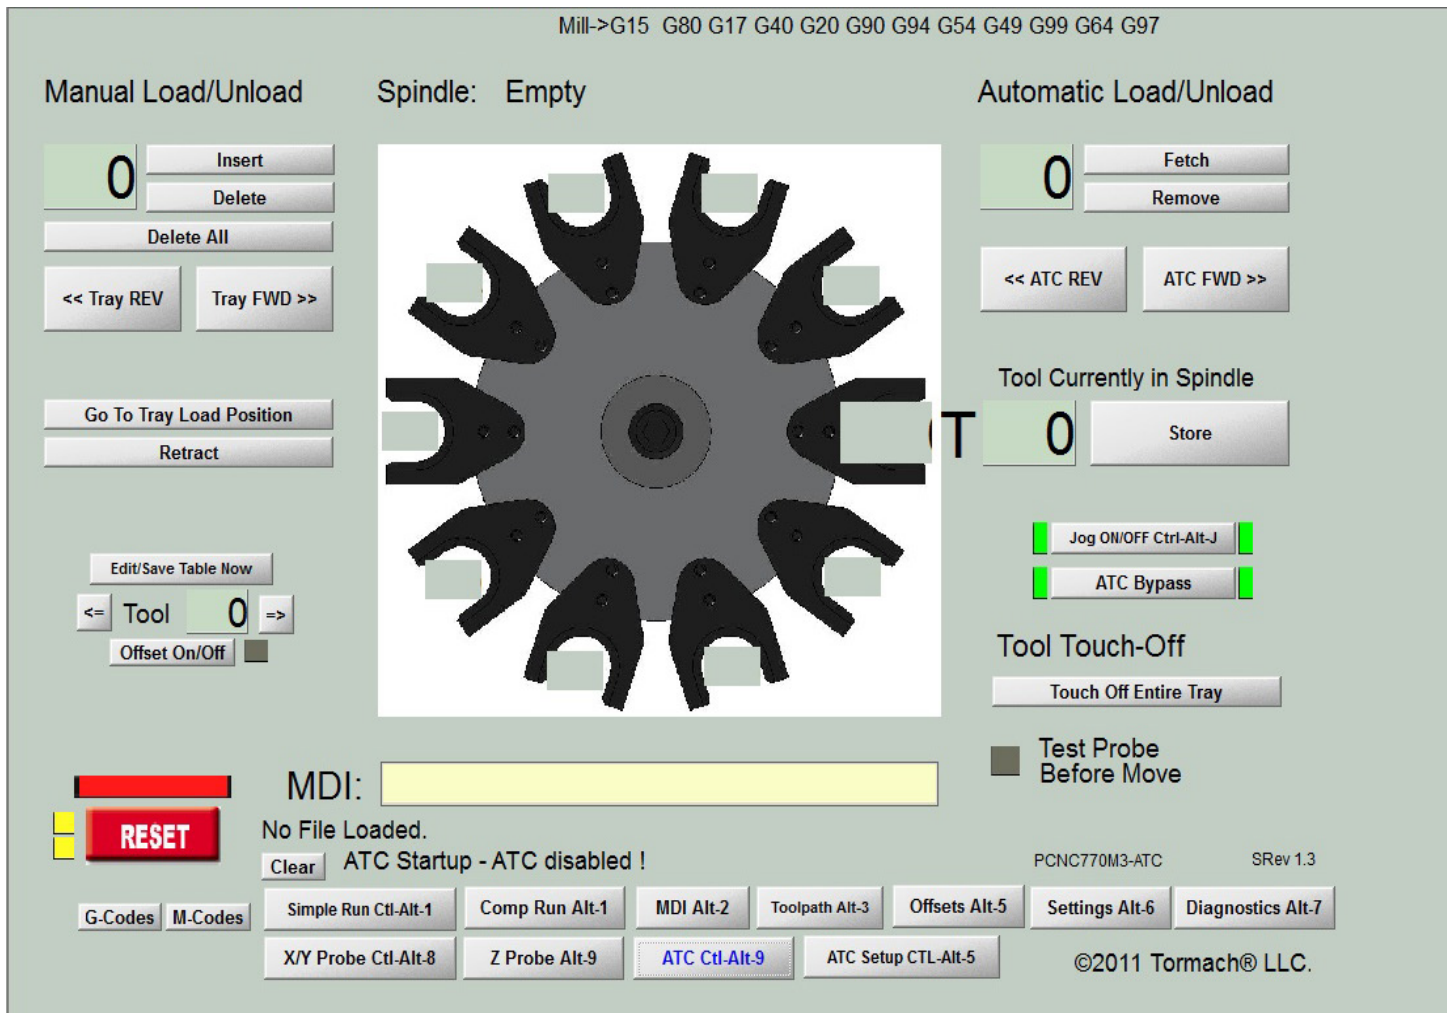 Mill->G15 G80 G17 G40 G20 G90 G94 G54 G49 G99 G64 G97
Manual Load/Unload
Spindle: Empty
Automatic Load/Unload
0
Insert
Delete
Delete All
<< Tray REV
Tray FWD >>
0
Fetch
Remove
<< ATC REV
ATC FWD >>
Go To Tray Load Position
Retract
Tool Currently in Spindle
T 0
Store
Jog ON/OFF Ctrl-Alt-J
ATC Bypass
Edit/Save Table Now
<= Tool 0 =>
Offset On/Off
Tool Touch-Off
Touch Off Entire Tray
Test Probe
Before Move
MDI:
RESET
No File Loaded.
Clear ATC Startup - ATC disabled !
PCNC770M3-ATC
SRev 1.3
G-Codes M-Codes
Simple Run Ctl-Alt-1
Comp Run Alt-1
MDI Alt-2
Toolpath Alt-3
Offsets Alt-5
Settings Alt-6
Diagnostics Alt-7
X/Y Probe Ctl-Alt-8
Z Probe Alt-9
ATC Ctl-Alt-9
ATC Setup CTL-Alt-5
©2011 Tormach® LLC.